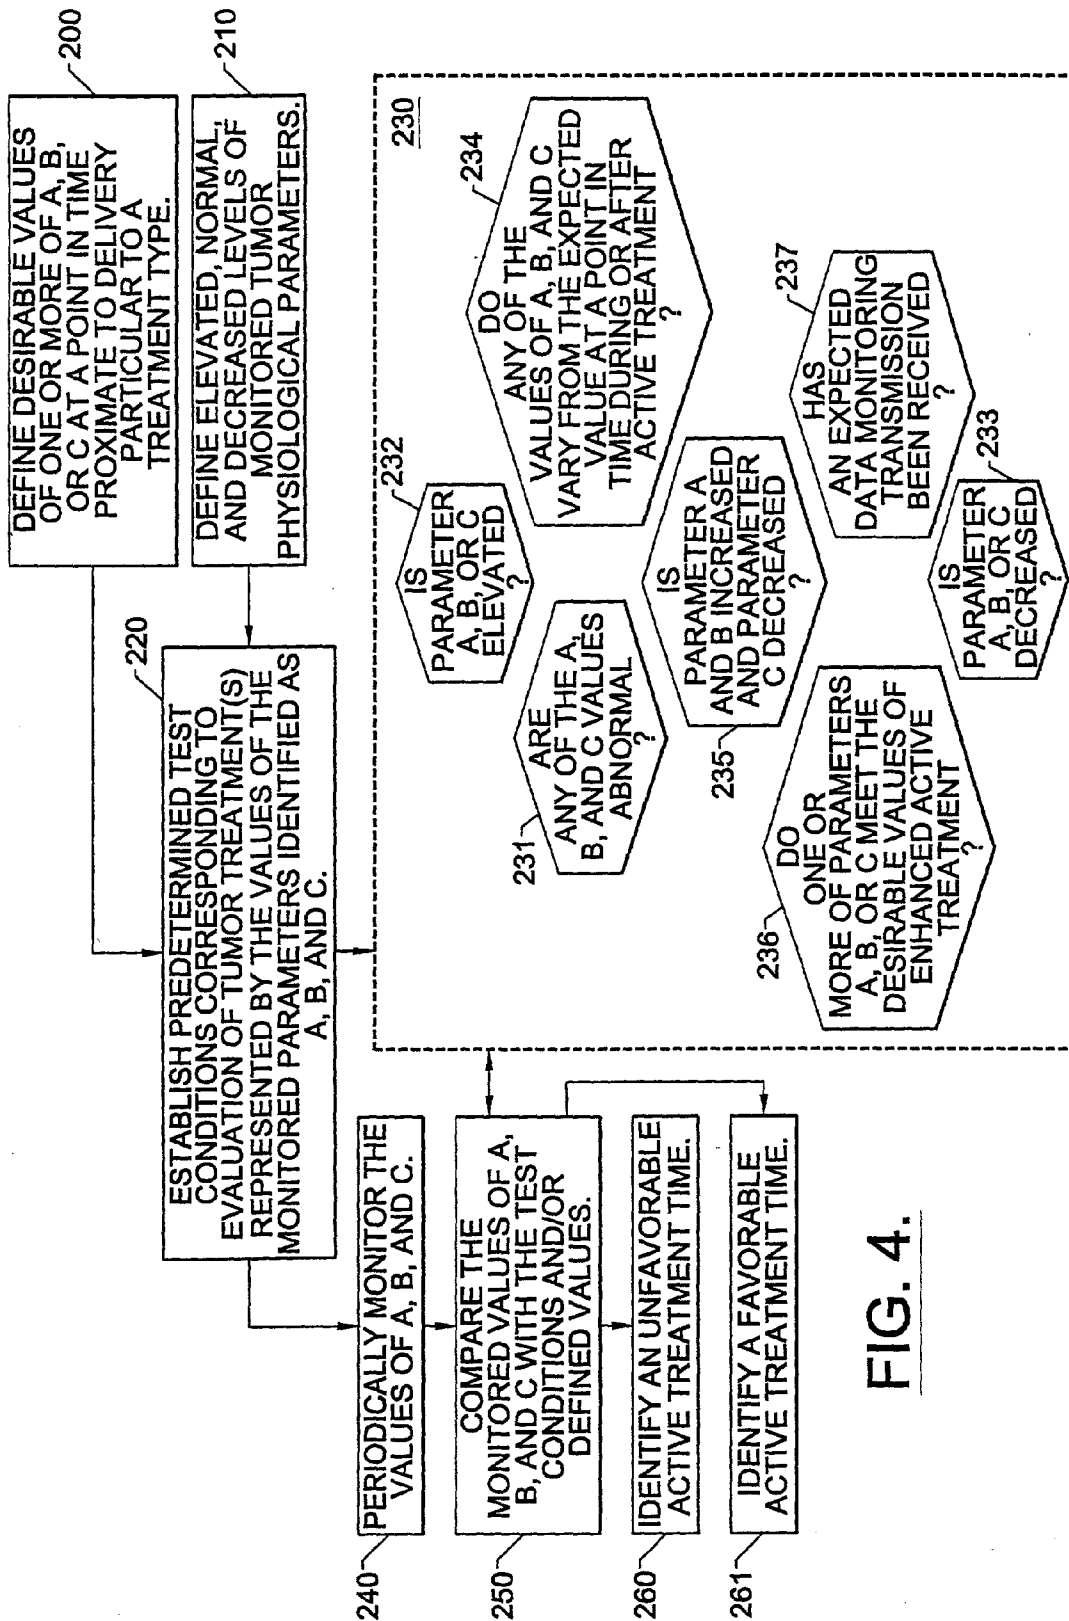 DEFINE DESIRABLE VALUES
OF ONE OR MORE OF A, B,
OR C AT A POINT IN TIME
PROXIMATE TO DELIVERY
PARTICULAR TO A
TREATMENT TYPE.
200
DEFINE ELEVATED, NORMAL,
AND DECREASED LEVELS OF
MONITORED TUMOR
PHYSIOLOGICAL PARAMETERS.
210
220
ESTABLISH PREDETERMINED TEST
CONDITIONS CORRESPONDING TO
EVALUATION OF TUMOR TREATMENT(S)
REPRESENTED BY THE VALUES OF THE
MONITORED PARAMETERS IDENTIFIED AS
A, B, AND C.
230
232
IS
PARAMETER
A, B, OR C
ELEVATED
?
234
DO
ANY OF THE
VALUES OF A, B, AND C
VARY FROM THE EXPECTED
VALUE AT A POINT IN
TIME DURING OR AFTER
ACTIVE TREATMENT
?
231
ARE
ANY OF THE A,
B, AND C VALUES
ABNORMAL
?
235
IS
PARAMETER A
AND B INCREASED
AND PARAMETER
C DECREASED
?
237
HAS
AN EXPECTED
DATA MONITORING
TRANSMISSION
BEEN RECEIVED
?
236
DO
ONE OR
MORE OF PARAMETERS
A, B, OR C MEET THE
DESIRABLE VALUES OF
ENHANCED ACTIVE
TREATMENT
?
233
IS
PARAMETER
A, B, OR C
DECREASED
?
240
PERIODICALLY MONITOR THE
VALUES OF A, B, AND C.
250
COMPARE THE
MONITORED VALUES OF A,
B, AND C WITH THE TEST
CONDITIONS AND/OR
DEFINED VALUES.
260
IDENTIFY AN UNFAVORABLE
ACTIVE TREATMENT TIME.
261
IDENTIFY A FAVORABLE
ACTIVE TREATMENT TIME.
FIG. 4.